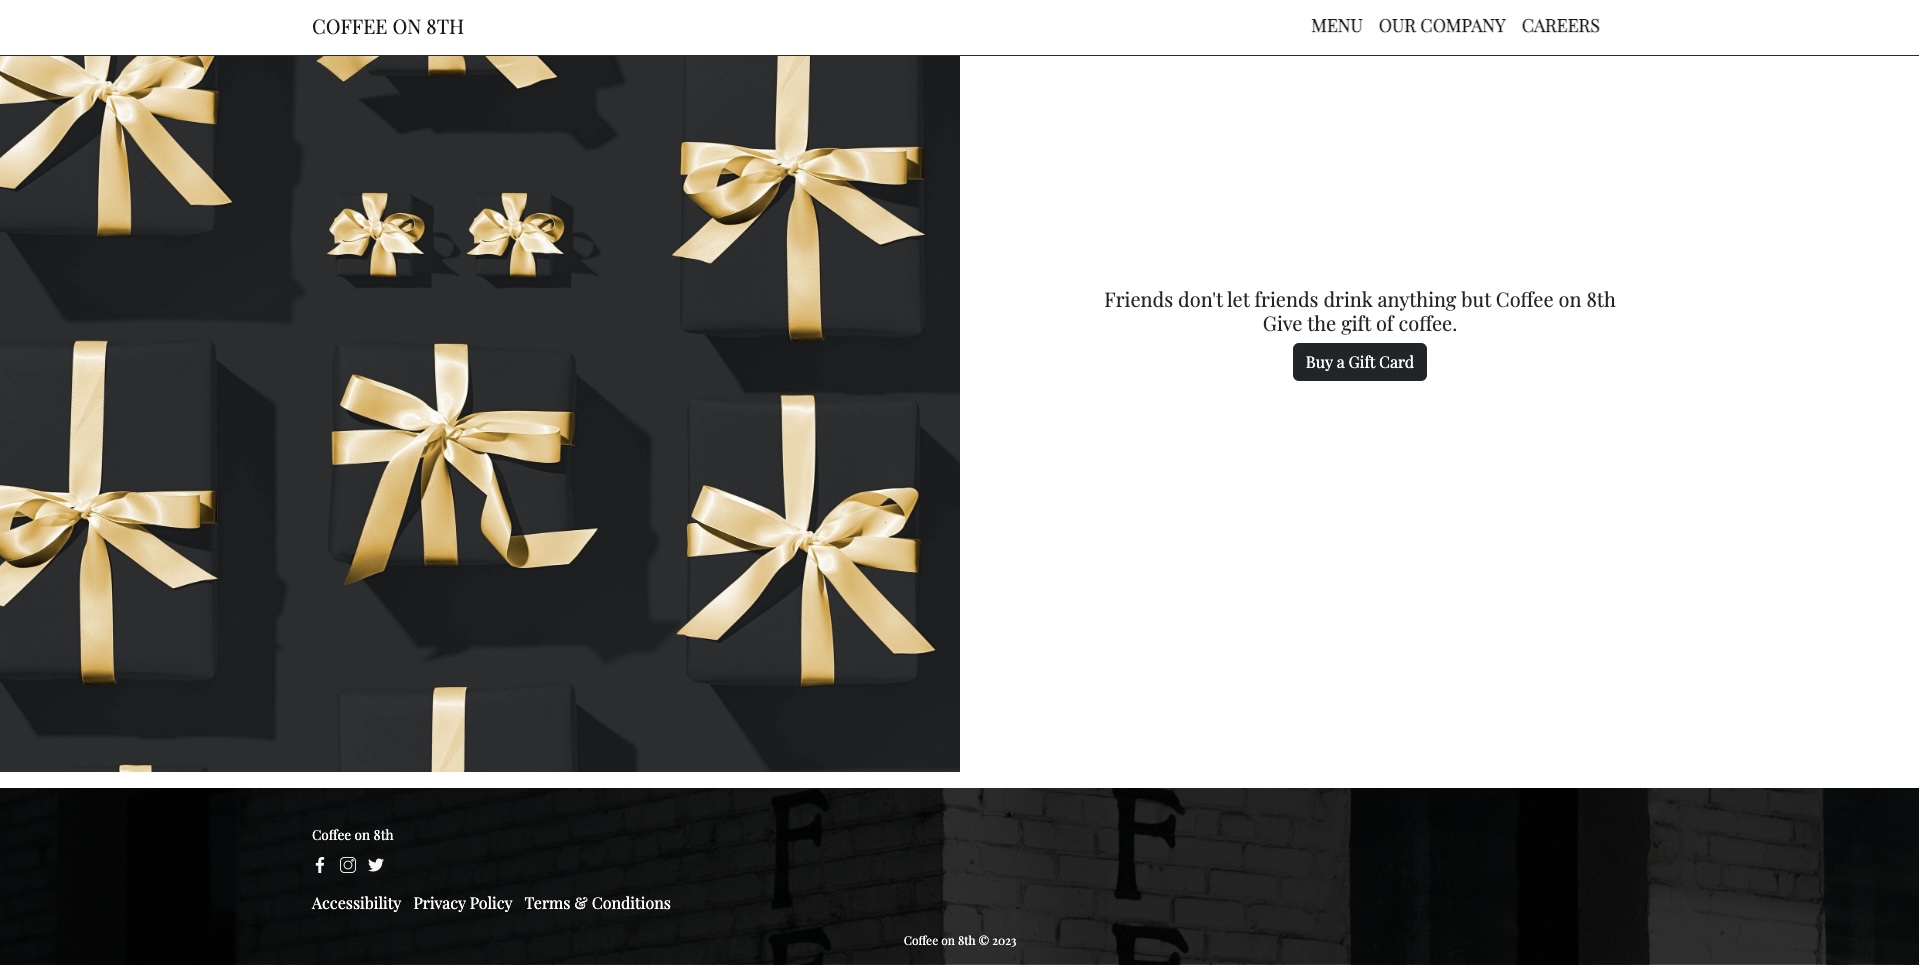 COFFEE ON 8TH
MENU OUR COMPANY CAREERS
Friends don't let friends drink anything but Coffee on 8th
Give the gift of coffee.
Buy a Gift Card
Coffee on 8th
Accessibility Privacy Policy Terms & Conditions
Coffee on 8th © 2023